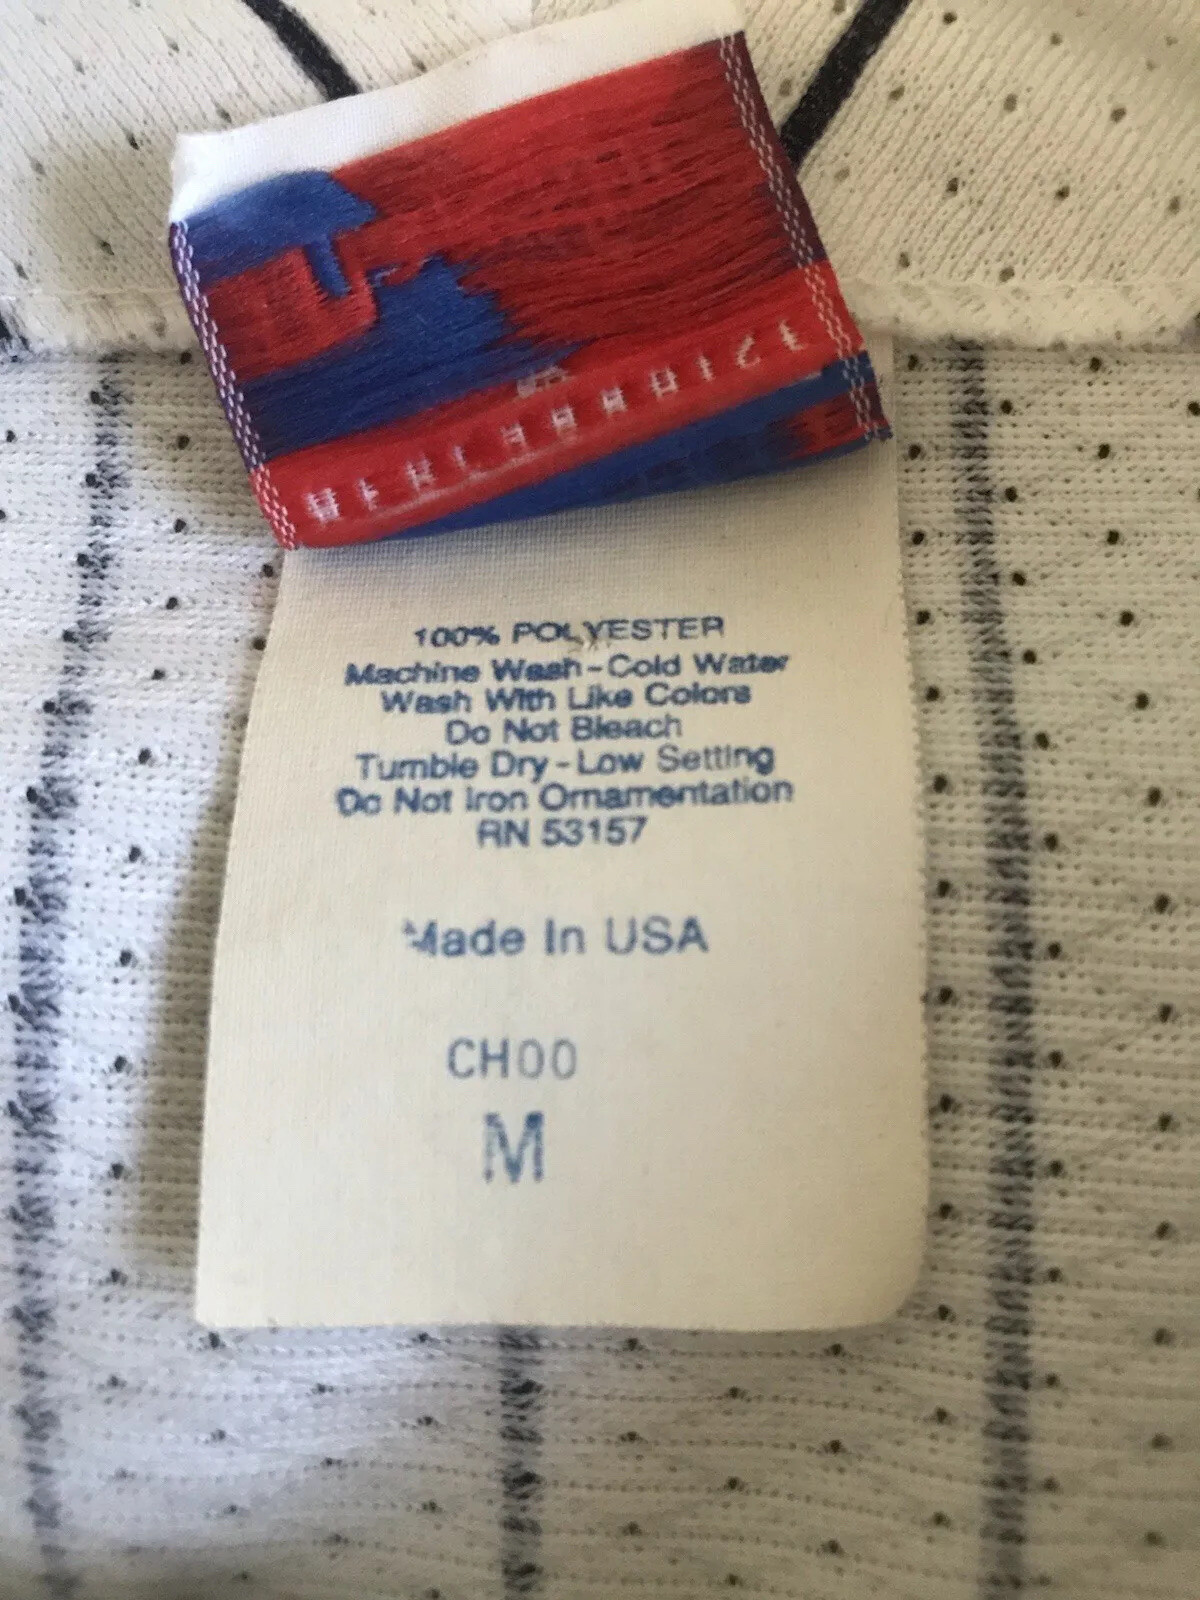 100% POLYESTER
Machine Wash-Cold Water
Wash With Like Colors
Do Not Bleach
Tumble Dry-Low Setting
Do Not Iron Ornamentation
RN 53157
Made In USA
CH00
M